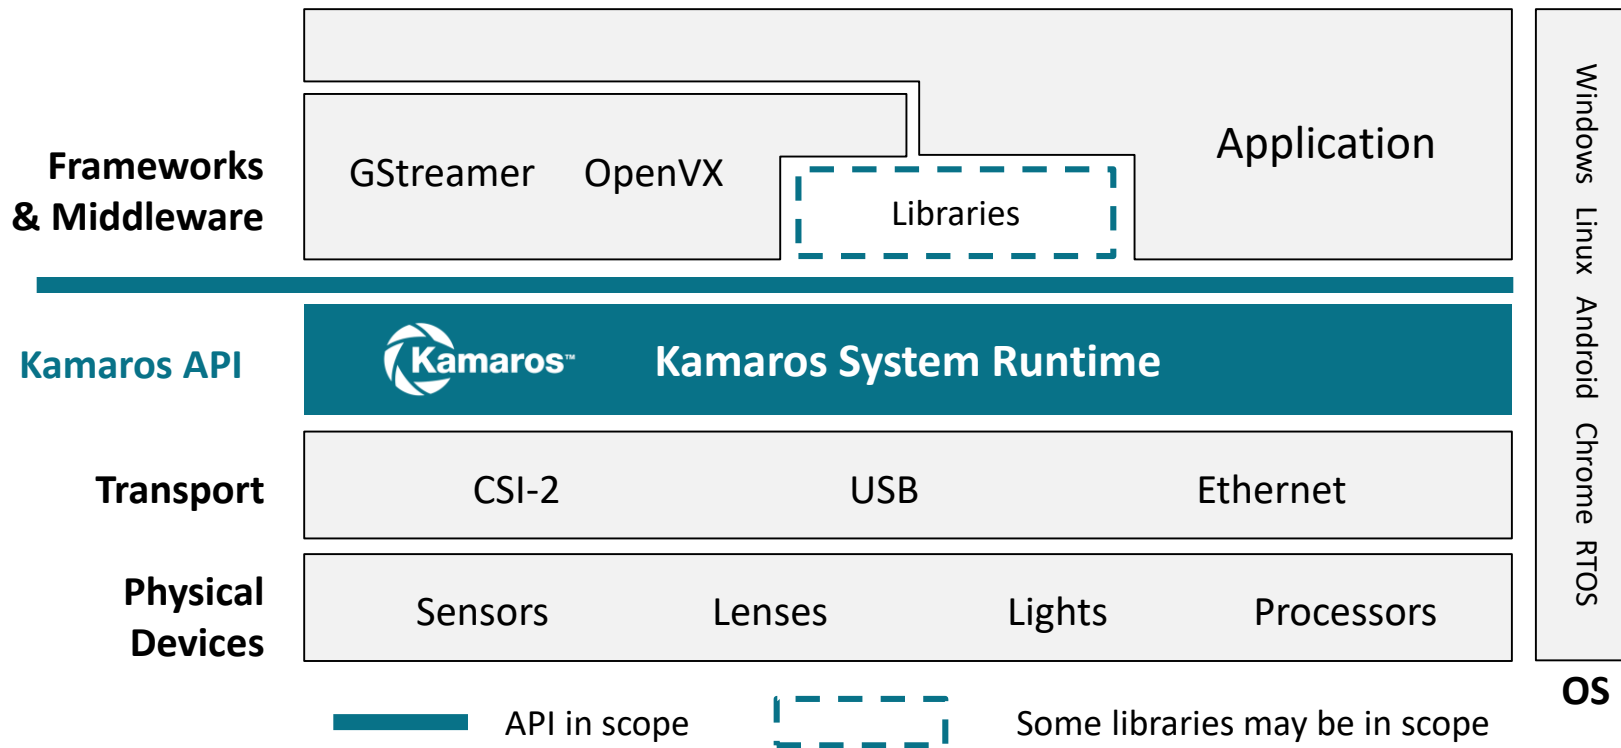 Frameworks
& Middleware
GStreamer OpenVX
Libraries
Application
Kamaros API
Kamaros™ Kamaros System Runtime
Transport
CSI-2 USB Ethernet
Physical
Devices
Sensors Lenses Lights Processors
Windows Linux Android Chrome RTOS
OS
API in scope
Some libraries may be in scope